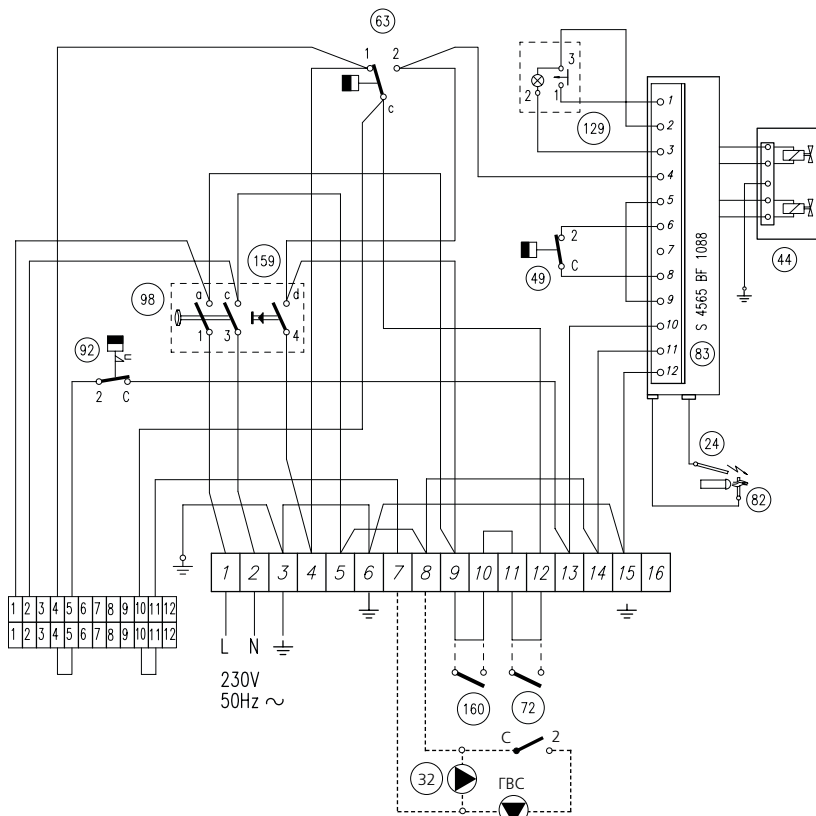 63
1 2
c
3
2 1
129
1
2
3
4
5
6
7
8
9
10
11
12
S 4565 BF 1088
83
44
2
C
49
159
98
a c d
1 3 4
92
n
2 C
24
82
1 2 3 4 5 6 7 8 9 10 11 12 13 14 15 16
1 2 3 4 5 6 7 8 9 10 11 12
1 2 3 4 5 6 7 8 9 10 11 12
L N
230V
50Hz ~
160 72
C 2
32
ГВС